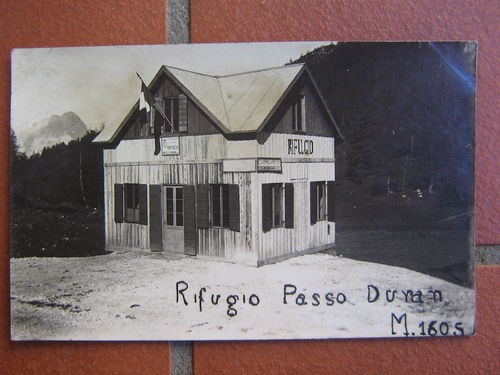 RIFUGIO
Rifugio Passo Duran
M. 1605